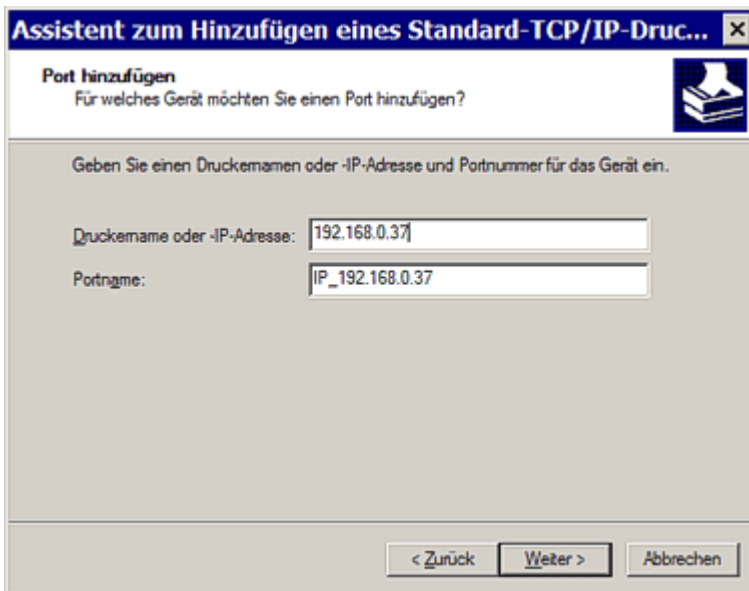 Assistent zum Hinzufügen eines Standard-TCP/IP-Druc...
Port hinzufügen
Für welches Gerät möchten Sie einen Port hinzufügen?
Geben Sie einen Druckernamen oder -IP-Adresse und Portnummer für das Gerät ein.
Druckername oder -IP-Adresse: 192.168.0.37
Portname: IP_192.168.0.37
< Zurück Weiter > Abbrechen